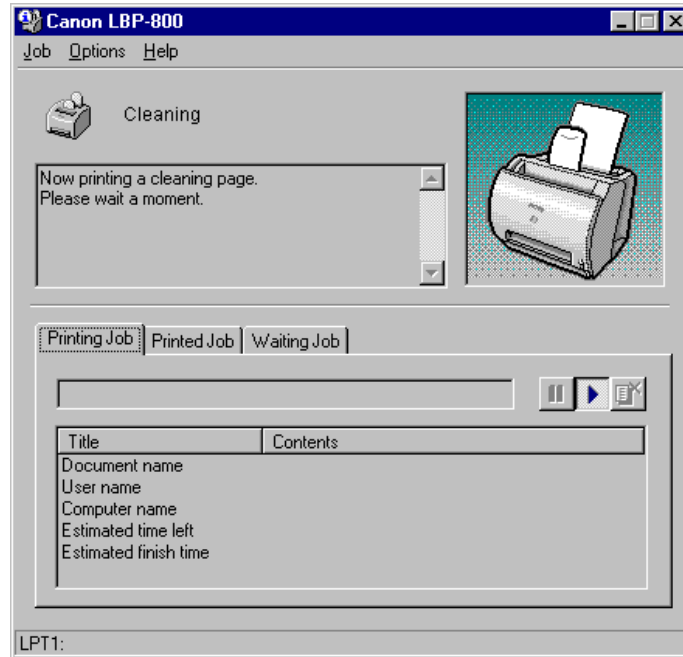 Canon LBP-800
Job Options Help
Cleaning
Now printing a cleaning page.
Please wait a moment.
Printing Job Printed Job Waiting Job
Title Contents
Document name
User name
Computer name
Estimated time left
Estimated finish time
LPT1: